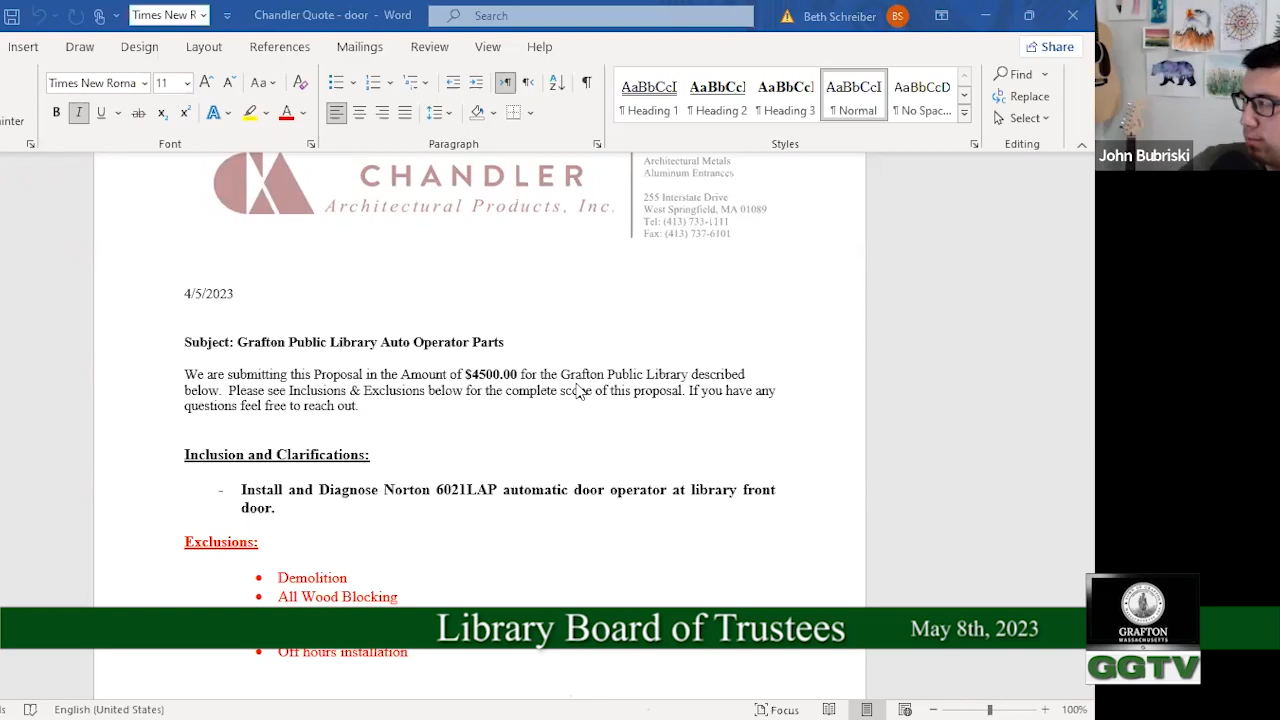 Times New R
Chandler Quote - door - Word
Search
Beth Schreiber
BS
Insert
Draw
Design
Layout
References
Mailings
Review
View
Help
Share
Times New Roma
11
Aa
Find
Replace
Select
inter
B
I
U
ab
x₂
x²
A
A
AaBbCcI
¶ Heading 1
AaBbCcI
¶ Heading 2
AaBbCcI
¶ Heading 3
AaBbCcI
¶ Normal
AaBbCcD
¶ No Spac...
Font
Paragraph
Styles
Editing
John Bubriski
CHANDLER
Architectural Products, Inc.
Architectural Metals
Aluminum Entrances
255 Interstate Drive
West Springfield, MA 01089
Tel: (413) 733-1111
Fax: (413) 737-6101
4/5/2023
Subject: Grafton Public Library Auto Operator Parts
We are submitting this Proposal in the Amount of $4500.00 for the Grafton Public Library described
below. Please see Inclusions & Exclusions below for the complete scope of this proposal. If you have any
questions feel free to reach out.
Inclusion and Clarifications:
- Install and Diagnose Norton 6021LAP automatic door operator at library front
door.
Exclusions:
• Demolition
• All Wood Blocking
Library Board of Trustees
May 8th, 2023
GRAFTON
MASSACHUSETTS
GGTV
• Off hours installation
English (United States)
Focus
100%